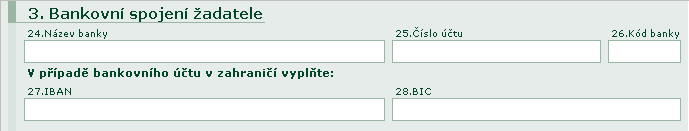 3. Bankovní spojení žadatele
24.Název banky 25.Číslo účtu 26.Kód banky
V případě bankovního účtu v zahraničí vyplňte:
27.IBAN 28.BIC